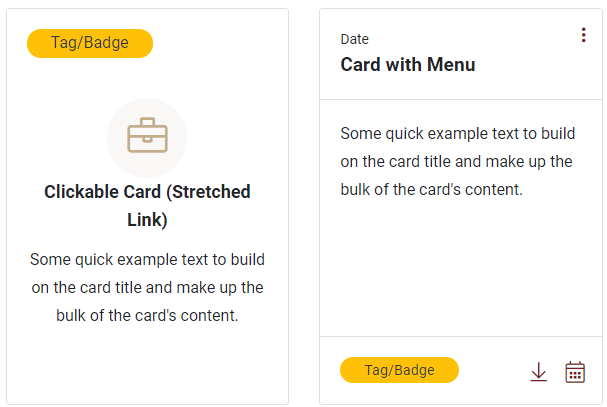 Tag/Badge
Clickable Card (Stretched
Link)
Some quick example text to build
on the card title and make up the
bulk of the card's content.
Date
Card with Menu
Some quick example text to build
on the card title and make up the
bulk of the card's content.
Tag/Badge